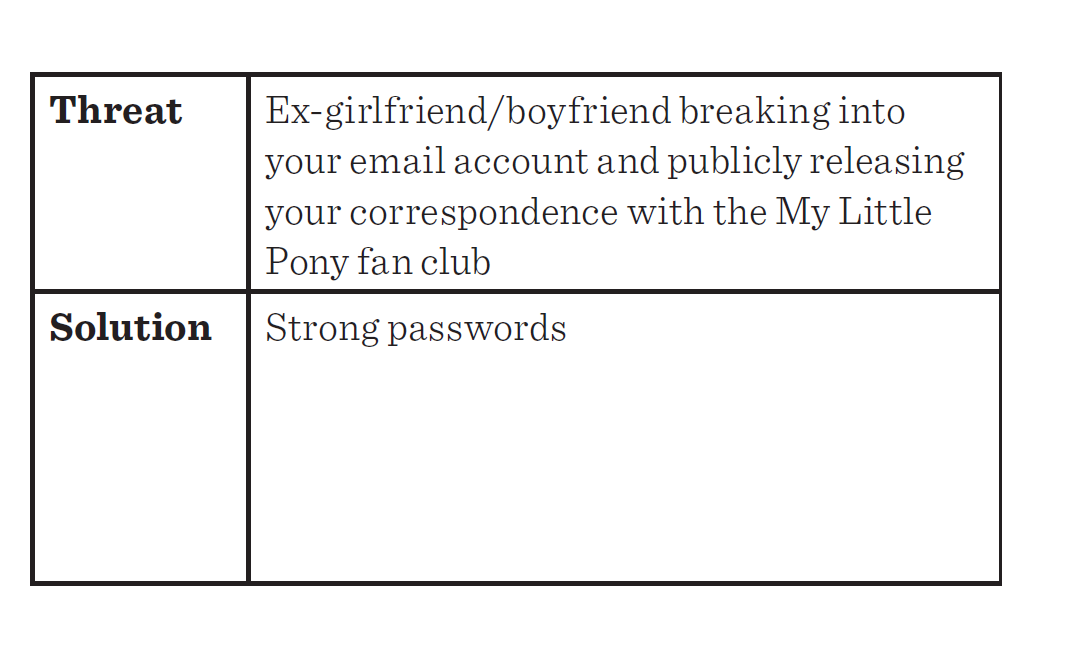 Threat
Ex-girlfriend/boyfriend breaking into
your email account and publicly releasing
your correspondence with the My Little
Pony fan club
Solution
Strong passwords